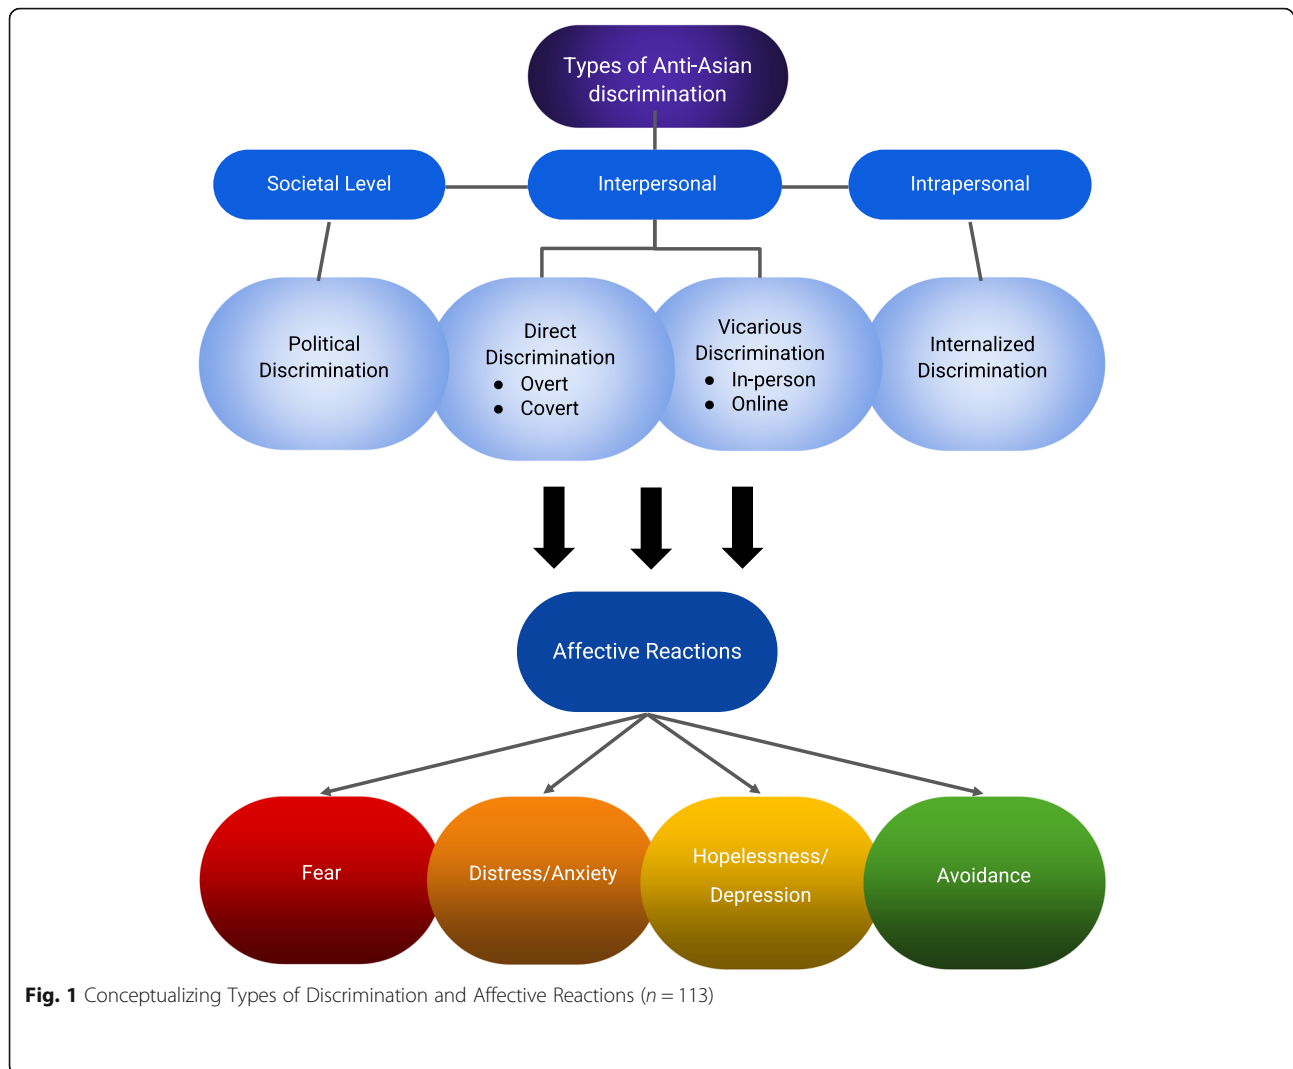 Types of Anti-Asian
discrimination
Societal Level
Interpersonal
Intrapersonal
Political
Discrimination
Direct
Discrimination
● Overt
● Covert
Vicarious
Discrimination
● In-person
● Online
Internalized
Discrimination
Affective Reactions
Fear
Distress/Anxiety
Hopelessness/
Depression
Avoidance
Fig. 1 Conceptualizing Types of Discrimination and Affective Reactions (n = 113)